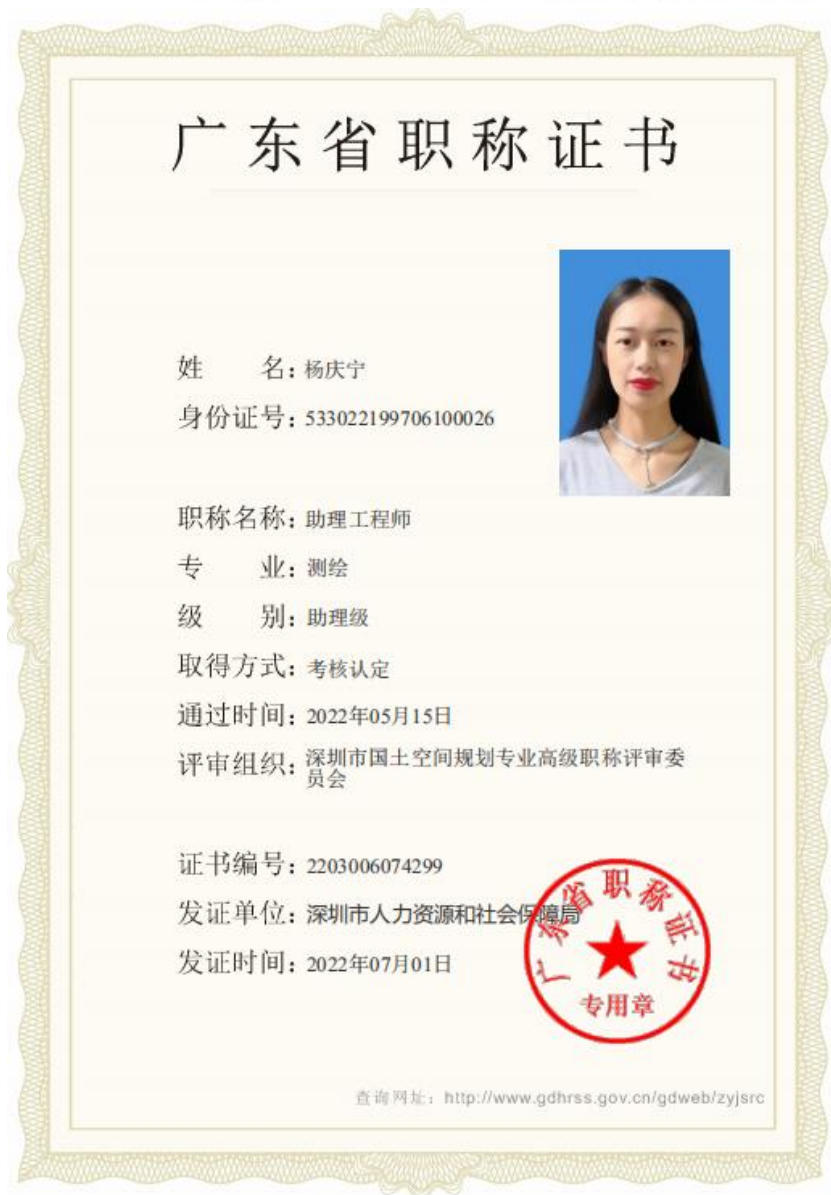 广东省职称证书
姓 名：杨庆宁
身份证号：533022199706100026
职称名称：助理工程师
专 业：测绘
级 别：助理级
取得方式：考核认定
通过时间：2022年05月15日
评审组织：深圳市国土空间规划专业高级职称评审委
员会
证书编号：2203006074299
发证单位：深圳市人力资源和社会保障局
发证时间：2022年07月01日
广东省职称证书
专用章
查询网址：http://www.gdhrss.gov.cn/gdweb/zyjsrc